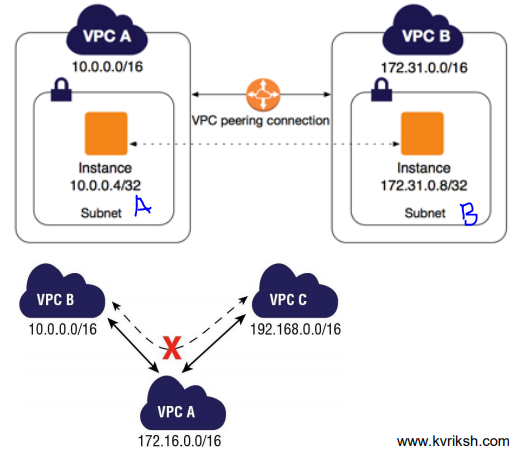 VPC A
10.0.0.0/16
VPC B
172.31.0.0/16
VPC peering connection
Instance
10.0.0.4/32
Subnet A
Instance
172.31.0.8/32
Subnet B
VPC B
10.0.0.0/16
VPC C
192.168.0.0/16
X
VPC A
172.16.0.0/16
www.kvriksh.com